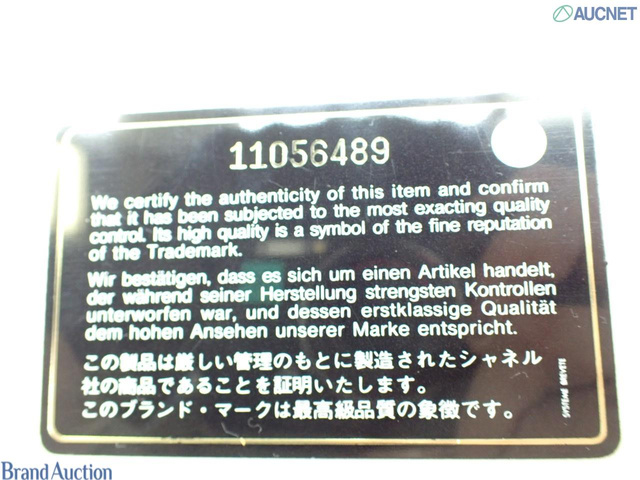 AUCNET
11056489
We certify the authenticity of this item and confirm
that it has been subjected to the most exacting quality
control. Its high quality is a symbol of the fine reputation
of the Trademark.
Wir bestätigen, dass es sich um einen Artikel handelt,
der während seiner Herstellung strengsten Kontrollen
unterworfen war, und dessen erstklassige Qualität
dem hohen Ansehen unserer Marke entspricht.
この製品は厳しい管理のもとに製造されたシャネル
社の商品であることを証明いたします。
このブランド・マークは最高級品質の象徴です。
SYSTEME BREVETE
Brand Auction